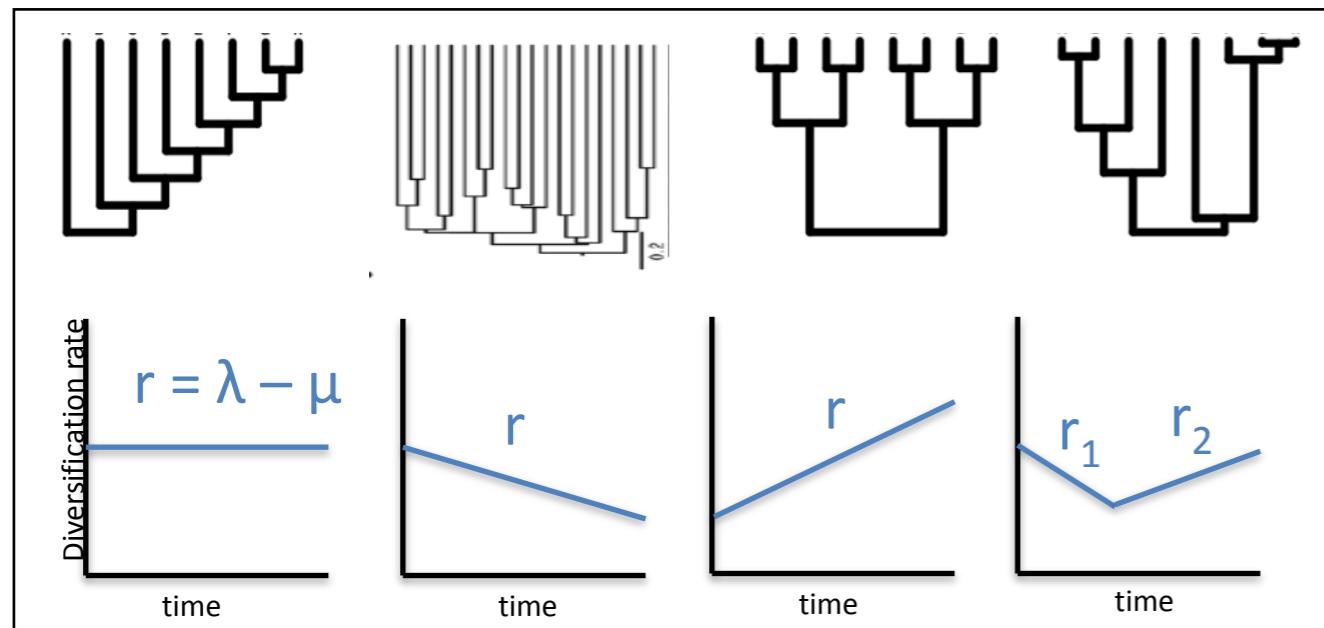 0.2
Diversification rate
r = λ – μ
r
r
r₁
r₂
time
time
time
time